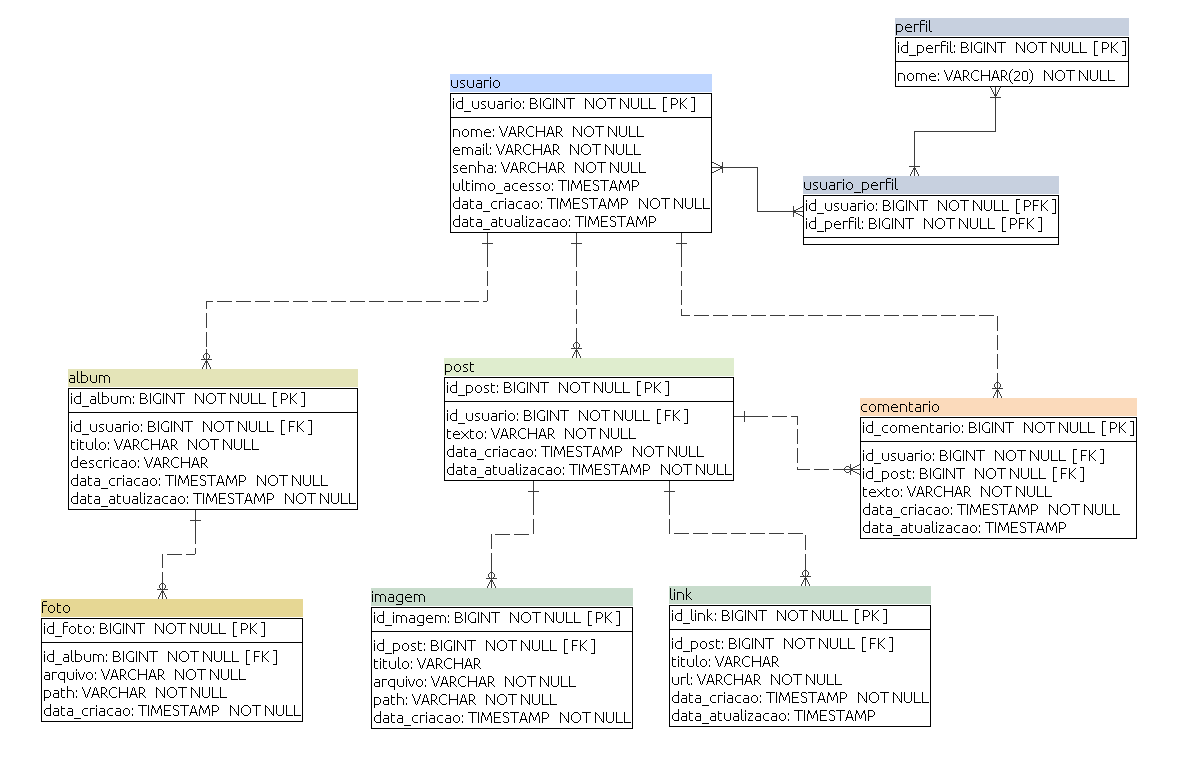 perfil
id_perfil: BIGINT NOT NULL [PK]
nome: VARCHAR(20) NOT NULL
usuario
id_usuario: BIGINT NOT NULL [PK]
nome: VARCHAR NOT NULL
email: VARCHAR NOT NULL
senha: VARCHAR NOT NULL
ultimo_acesso: TIMESTAMP
data_criacao: TIMESTAMP NOT NULL
data_atualizacao: TIMESTAMP
usuario_perfil
id_usuario: BIGINT NOT NULL [PFK]
id_perfil: BIGINT NOT NULL [PFK]
album
id_album: BIGINT NOT NULL [PK]
id_usuario: BIGINT NOT NULL [FK]
titulo: VARCHAR NOT NULL
descricao: VARCHAR
data_criacao: TIMESTAMP NOT NULL
data_atualizacao: TIMESTAMP NOT NULL
post
id_post: BIGINT NOT NULL [PK]
id_usuario: BIGINT NOT NULL [FK]
texto: VARCHAR NOT NULL
data_criacao: TIMESTAMP NOT NULL
data_atualizacao: TIMESTAMP NOT NULL
comentario
id_comentario: BIGINT NOT NULL [PK]
id_usuario: BIGINT NOT NULL [FK]
id_post: BIGINT NOT NULL [FK]
texto: VARCHAR NOT NULL
data_criacao: TIMESTAMP NOT NULL
data_atualizacao: TIMESTAMP
foto
id_foto: BIGINT NOT NULL [PK]
id_album: BIGINT NOT NULL [FK]
arquivo: VARCHAR NOT NULL
path: VARCHAR NOT NULL
data_criacao: TIMESTAMP NOT NULL
imagem
id_imagem: BIGINT NOT NULL [PK]
id_post: BIGINT NOT NULL [FK]
titulo: VARCHAR
arquivo: VARCHAR NOT NULL
path: VARCHAR NOT NULL
data_criacao: TIMESTAMP NOT NULL
link
id_link: BIGINT NOT NULL [PK]
id_post: BIGINT NOT NULL [FK]
titulo: VARCHAR
url: VARCHAR NOT NULL
data_criacao: TIMESTAMP NOT NULL
data_atualizacao: TIMESTAMP